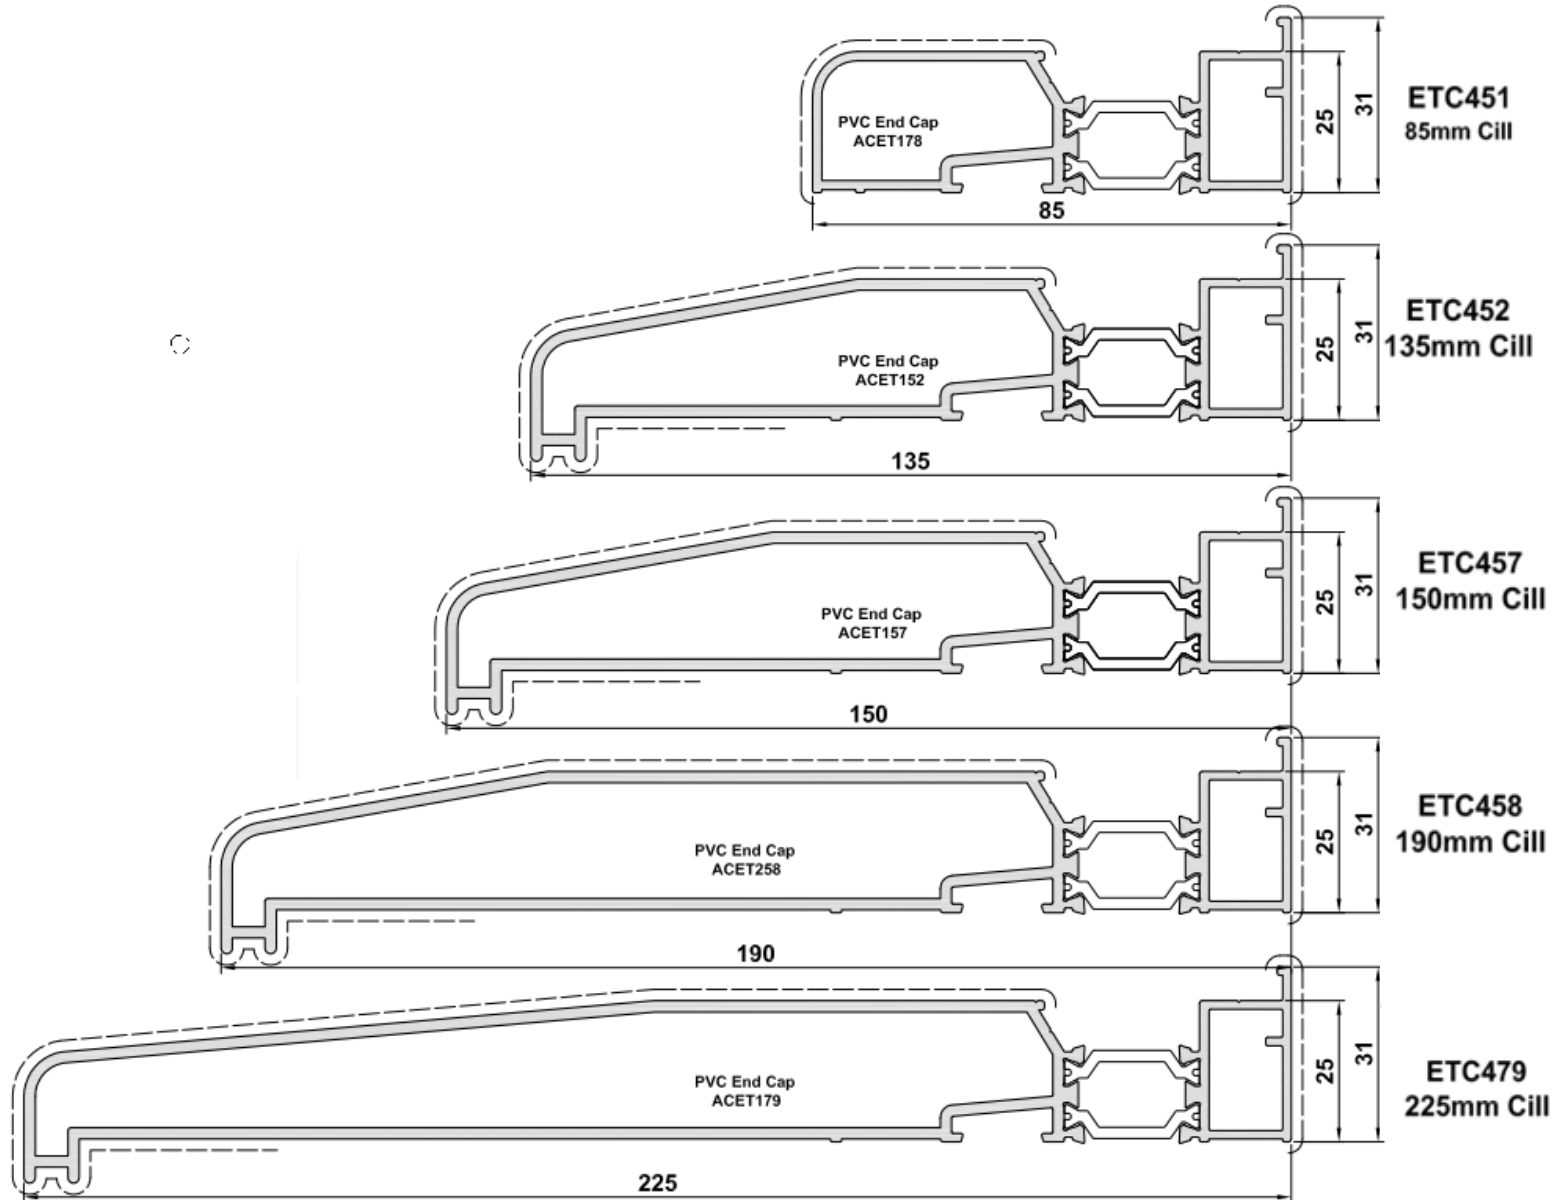 PVC End Cap
ACET178
25
31
ETC451
85mm Cill
85
PVC End Cap
ACET152
25
31
ETC452
135mm Cill
135
PVC End Cap
ACET157
25
31
ETC457
150mm Cill
150
PVC End Cap
ACET258
25
31
ETC458
190mm Cill
190
PVC End Cap
ACET179
25
31
ETC479
225mm Cill
225